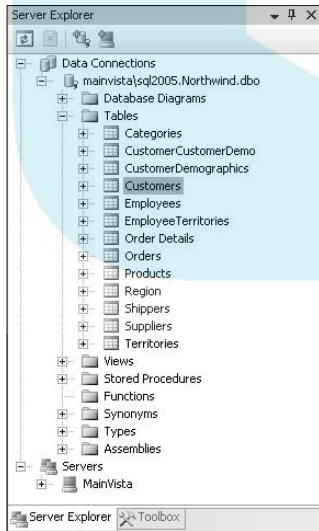 Server Explorer
Data Connections
mainvista\sql2005.Northwind.dbo
Database Diagrams
Tables
Categories
CustomerCustomerDemo
CustomerDemographics
Customers
Employees
EmployeeTerritories
Order Details
Orders
Products
Region
Shippers
Suppliers
Territories
Views
Stored Procedures
Functions
Synonyms
Types
Assemblies
Servers
MainVista
Server Explorer Toolbox